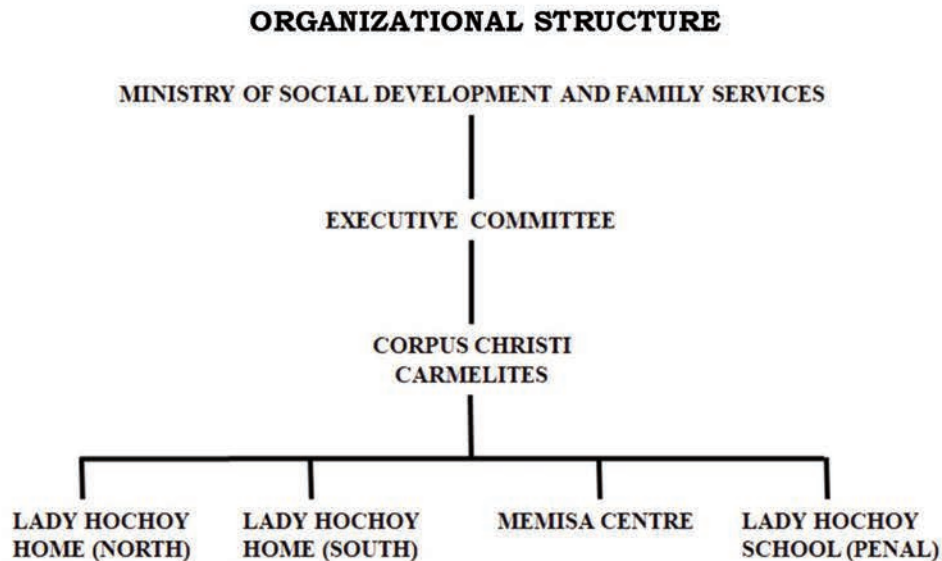 ORGANIZATIONAL STRUCTURE
MINISTRY OF SOCIAL DEVELOPMENT AND FAMILY SERVICES
EXECUTIVE COMMITTEE
CORPUS CHRISTI
CARMELITES
LADY HOCHOY
HOME (NORTH)
LADY HOCHOY
HOME (SOUTH)
MEMISA CENTRE
LADY HOCHOY
SCHOOL (PENAL)